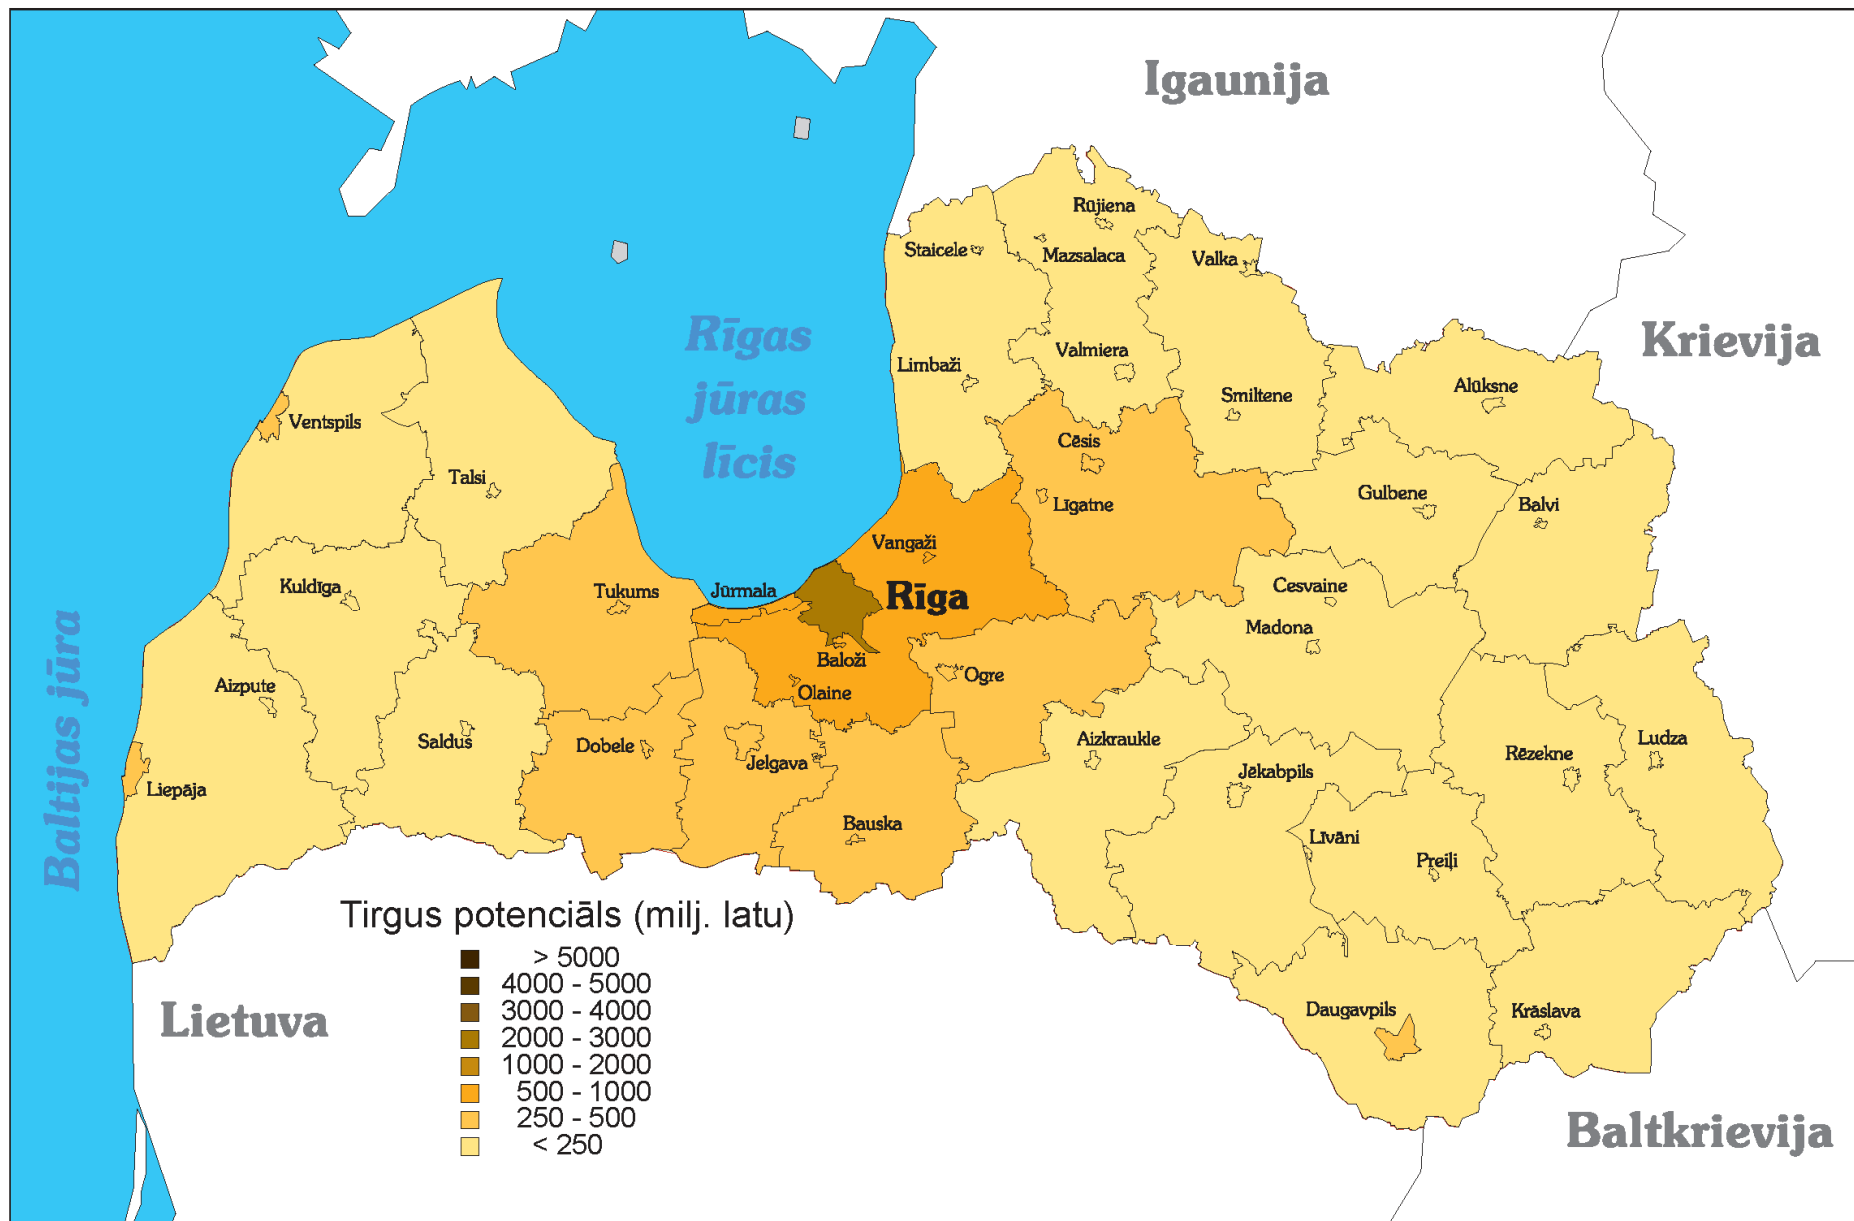 Igaunija
Rūjiena
Staicele
Mazsalaca
Valka
Rīgas
jūras
līcis
Krievija
Limbaži
Valmiera
Smiltene
Alūksne
Ventspils
Cēsis
Talsi
Līgatne
Gulbene
Balvi
Vangaži
Kuldīga
Tukums
Jūrmala
Rīga
Cesvaine
Madona
Baltijas jūra
Aizpute
Baloži
Olaine
Ogre
Saldus
Dobele
Jelgava
Aizkraukle
Jēkabpils
Rēzekne
Ludza
Liepāja
Bauska
Līvāni
Preiļi
Tirgus potenciāls (milj. latu)
> 5000
4000 - 5000
3000 - 4000
2000 - 3000
1000 - 2000
500 - 1000
250 - 500
< 250
Lietuva
Daugavpils
Krāslava
Baltkrievija